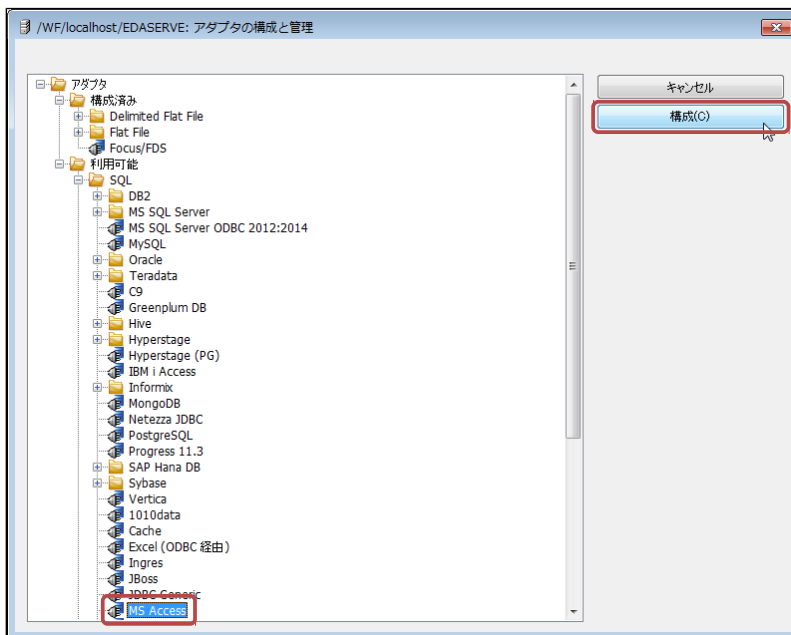 /WF/localhost/EDASERVE: アダプタの構成と管理
アダプタ
構成済み
Delimited Flat File
Flat File
Focus/FDS
利用可能
SQL
DB2
MS SQL Server
MS SQL Server ODBC 2012:2014
MySQL
Oracle
Teradata
C9
Greenplum DB
Hive
Hyperstage
Hyperstage (PG)
IBM i Access
Informix
MongoDB
Netezza JDBC
PostgreSQL
Progress 11.3
SAP Hana DB
Sybase
Vertica
1010data
Cache
Excel (ODBC 経由)
Ingres
JBoss
JDBC Generic
MS Access
キャンセル
構成(C)